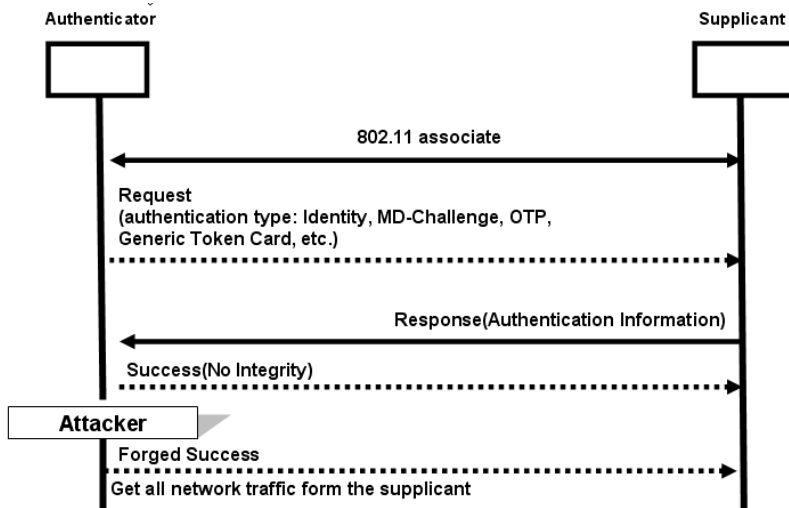 Authenticator
Supplicant
802.11 associate
Request
(authentication type: Identity, MD-Challenge, OTP,
Generic Token Card, etc.)
Response(Authentication Information)
Success(No Integrity)
Attacker
Forged Success
Get all network traffic form the supplicant